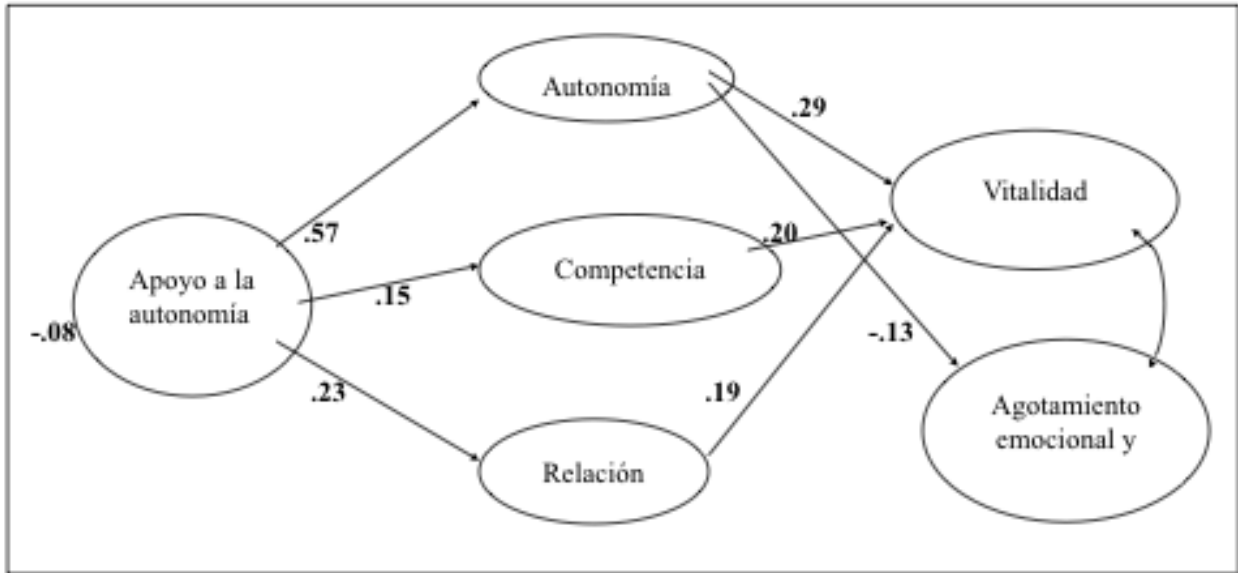 Autonomía
.29
Vitalidad
.57
Competencia
.20
Apoyo a la
autonomía
.15
-.08
-.13
.23
.19
Agotamiento
emocional y
Relación